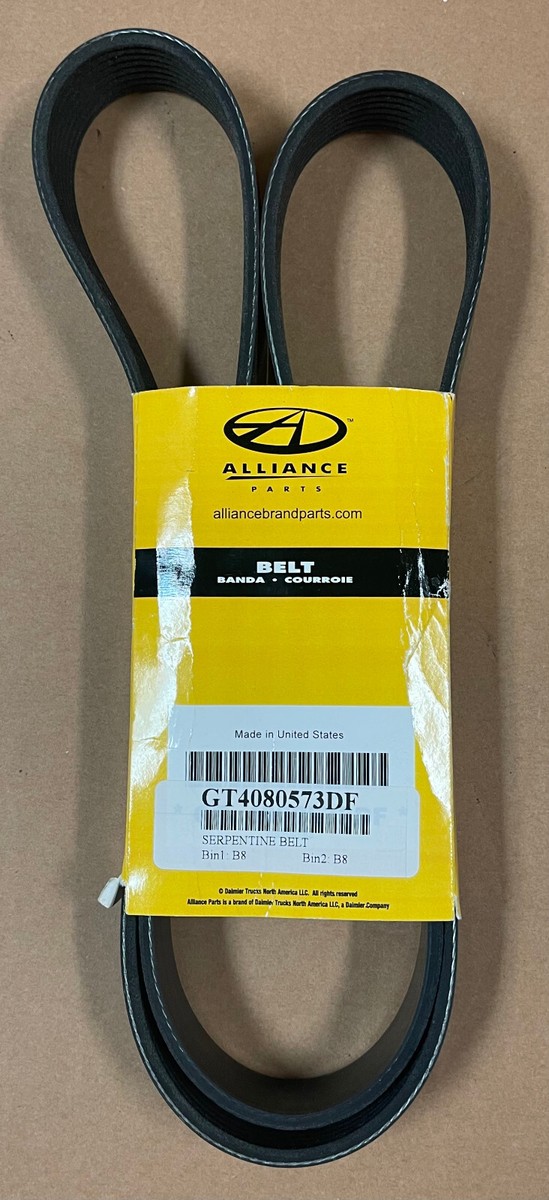 ALLIANCE
PARTS
alliancebrandparts.com
BELT
BANDA • COURROIE
Made in United States
GT4080573DF
SERPENTINE BELT
Bin1: B8 Bin2: B8
© Daimler Trucks North America LLC. All rights reserved
Alliance Parts is a brand of Daimler Trucks North America LLC, a Daimler Company